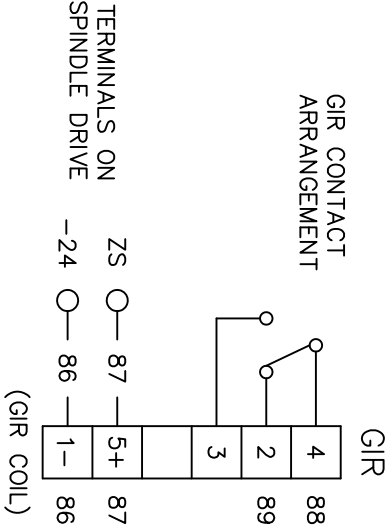 GIR
GIR CONTACT
ARRANGEMENT
4 88
2 89
3
TERMINALS ON
SPINDLE DRIVE
ZS 87 5+ 87
-24 86 1- 86
(GIR COIL)